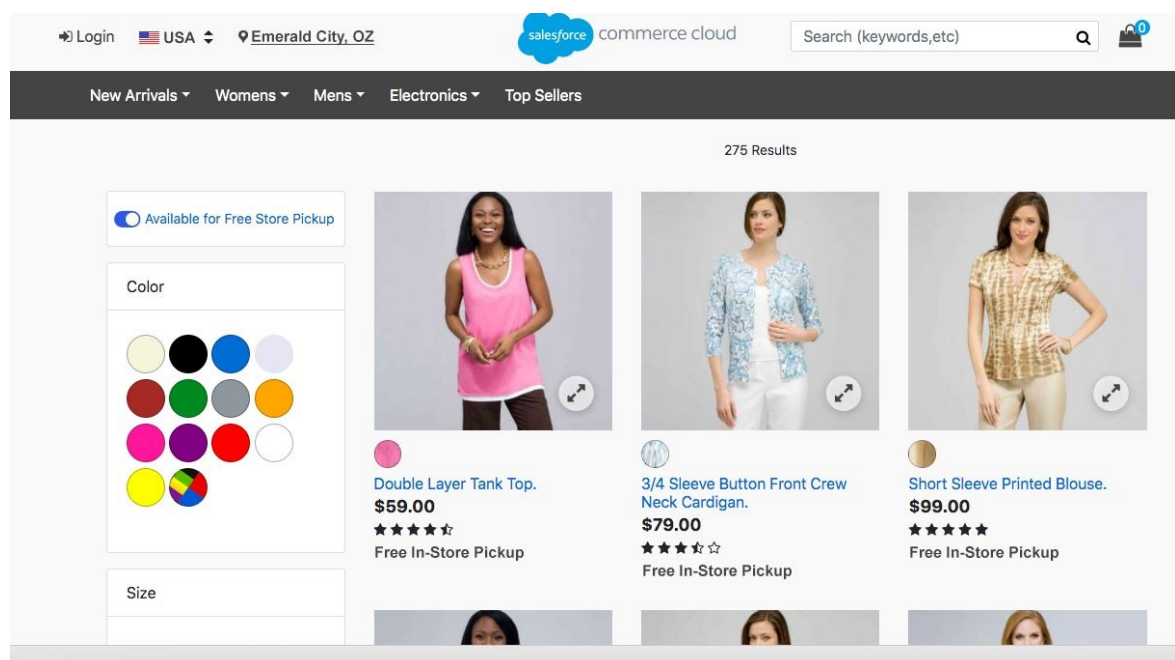 Login
USA
Emerald City, OZ
salesforce
commerce cloud
Search (keywords,etc)
0
New Arrivals
Womens
Mens
Electronics
Top Sellers
275 Results
Available for Free Store Pickup
Color
Size
Double Layer Tank Top.
$59.00
Free In-Store Pickup
3/4 Sleeve Button Front Crew
Neck Cardigan.
$79.00
Free In-Store Pickup
Short Sleeve Printed Blouse.
$99.00
Free In-Store Pickup